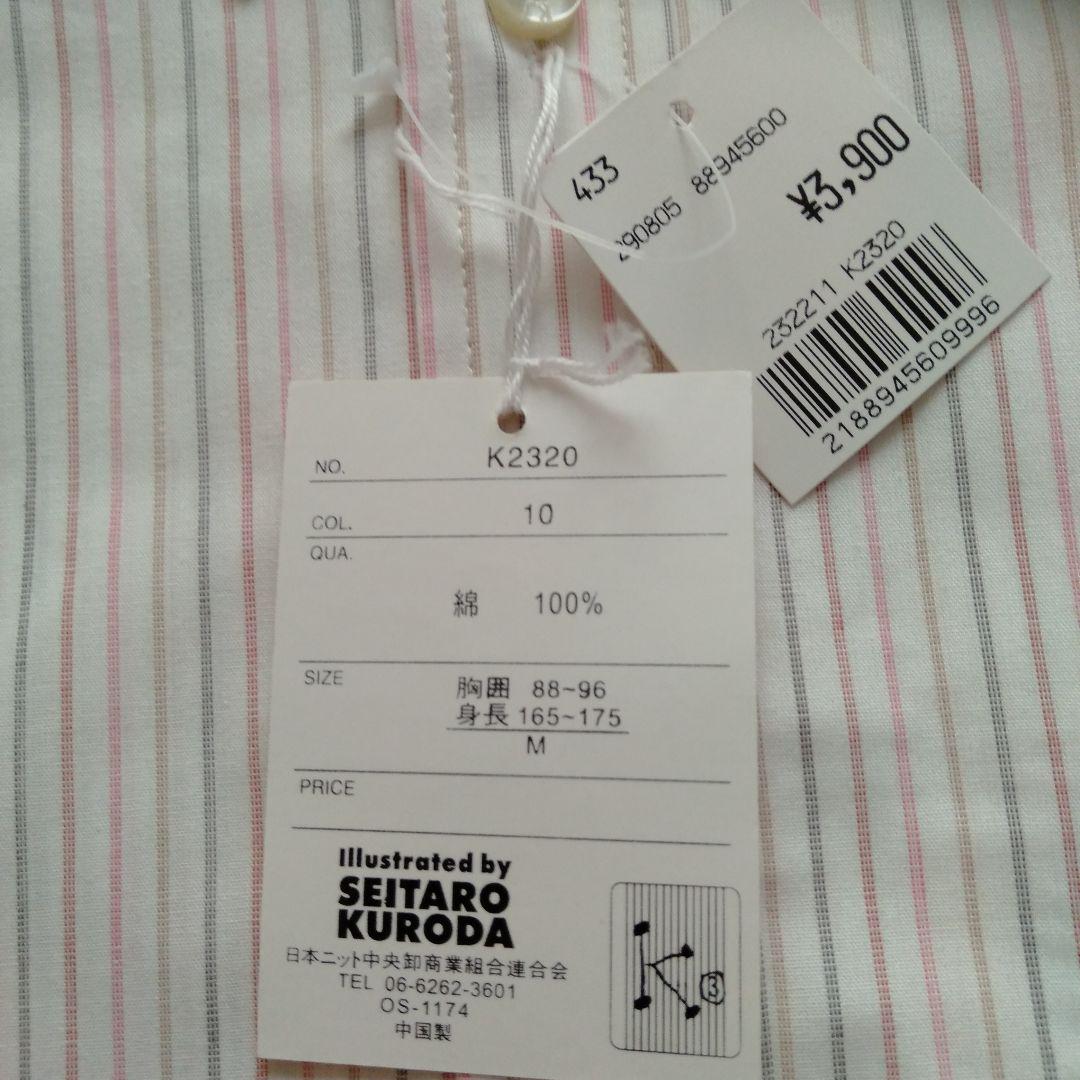 433
290805 88945600
¥3,900
232211 K2320
2188945609996
NO. K2320
COL. 10
QUA.
綿 100%
SIZE 胸囲 88~96
身長 165~175
M
PRICE
Illustrated by
SEITARO
KURODA
日本ニット中央卸商業組合連合会
TEL 06-6262-3601
OS-1174
中国製
K ③